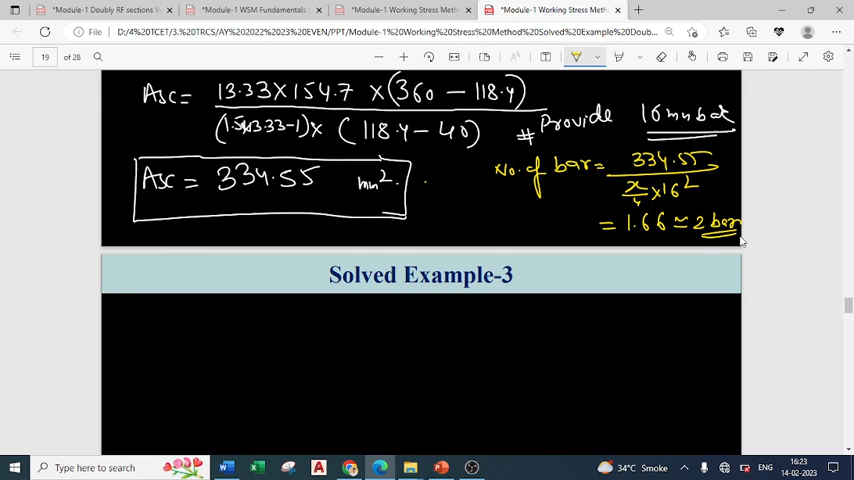 *Module-1 Doubly RF sections W
*Module-1 WSM Fundamentals
*Module-1 Working Stress Meth
*Module-1 Working Stress Meth
File D:/4 %20TCET/3.%20TRCS/AY%202022%202023%20EVEN/PPT/Module-1%20Working%20Stress%20Method%20Solved%20Example%20Doub...
19 of 28
Asc = 13.33 x 154.7 x (360 - 118.4)
(1.5x13.33-1) x (118.4 - 40)
# Provide 16 mm bar
Asc = 334.55 mm².
No. of bar = 334.55
π/4 x 16²
= 1.66 ≃ 2 bar
Solved Example-3
Type here to search
34°C Smoke
ENG
16:23
14-02-2023